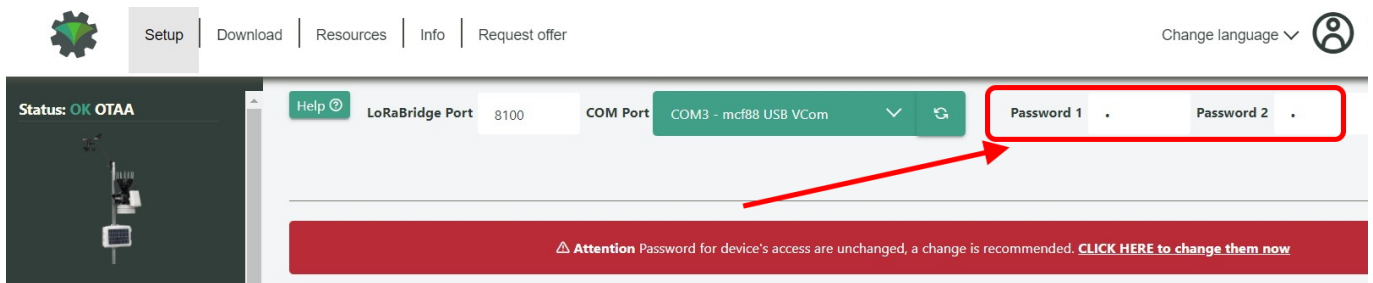 Setup
Download
Resources
Info
Request offer
Change language
Status: OK OTAA
Help
LoRaBridge Port
8100
COM Port
COM3 - mcf88 USB VCom
Password 1
Password 2
Attention Password for device's access are unchanged, a change is recommended. CLICK HERE to change them now